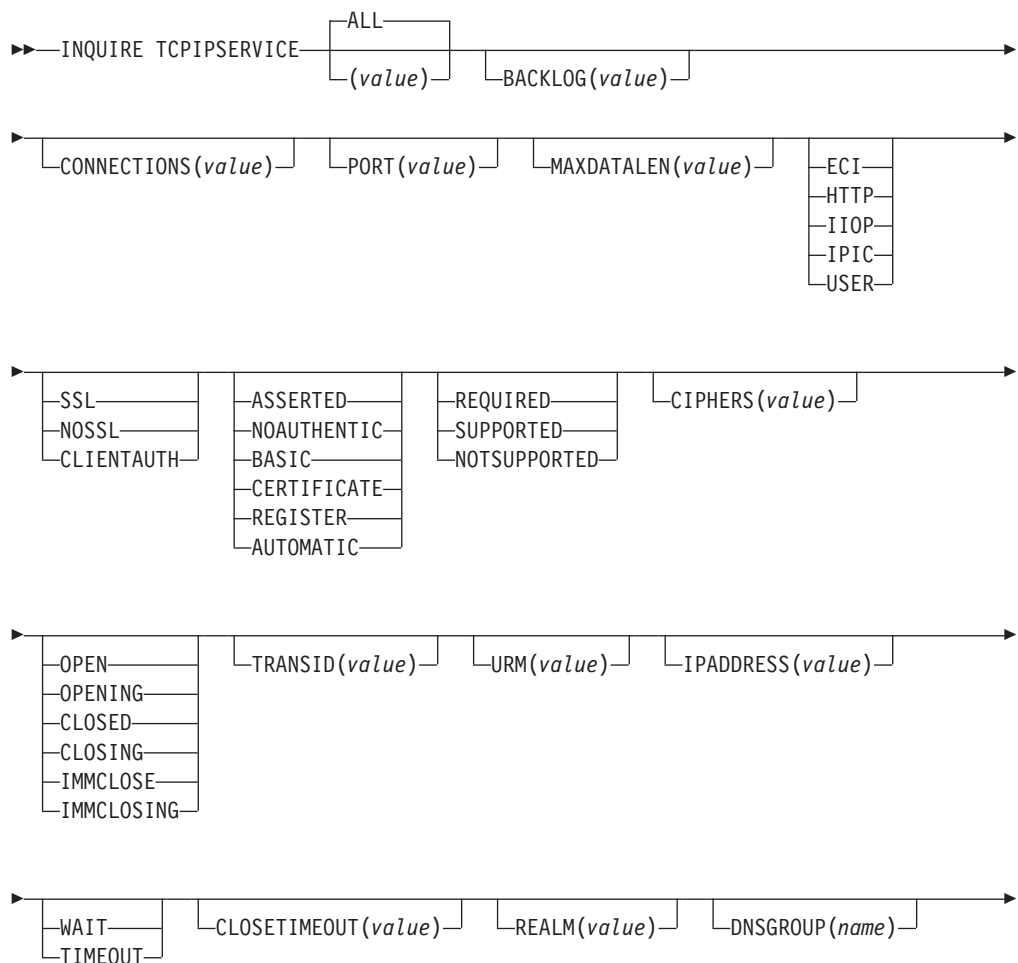 ALL
INQUIRE TCPIPSERVICE
(value) BACKLOG(value)
CONNECTIONS(value) PORT(value) MAXDATALEN(value) ECI
HTTP
IIOP
IPIC
USER
SSL ASSERTED REQUIRED CIPHERS(value)
NOSSL NOAUTHENTIC SUPPORTED
CLIENTAUTH BASIC NOTSUPPORTED
CERTIFICATE
REGISTER
AUTOMATIC
OPEN TRANSID(value) URM(value) IPADDRESS(value)
OPENING
CLOSED
CLOSING
IMMCLOSE
IMMCLOSING
WAIT CLOSETIMEOUT(value) REALM(value) DNSGROUP(name)
TIMEOUT